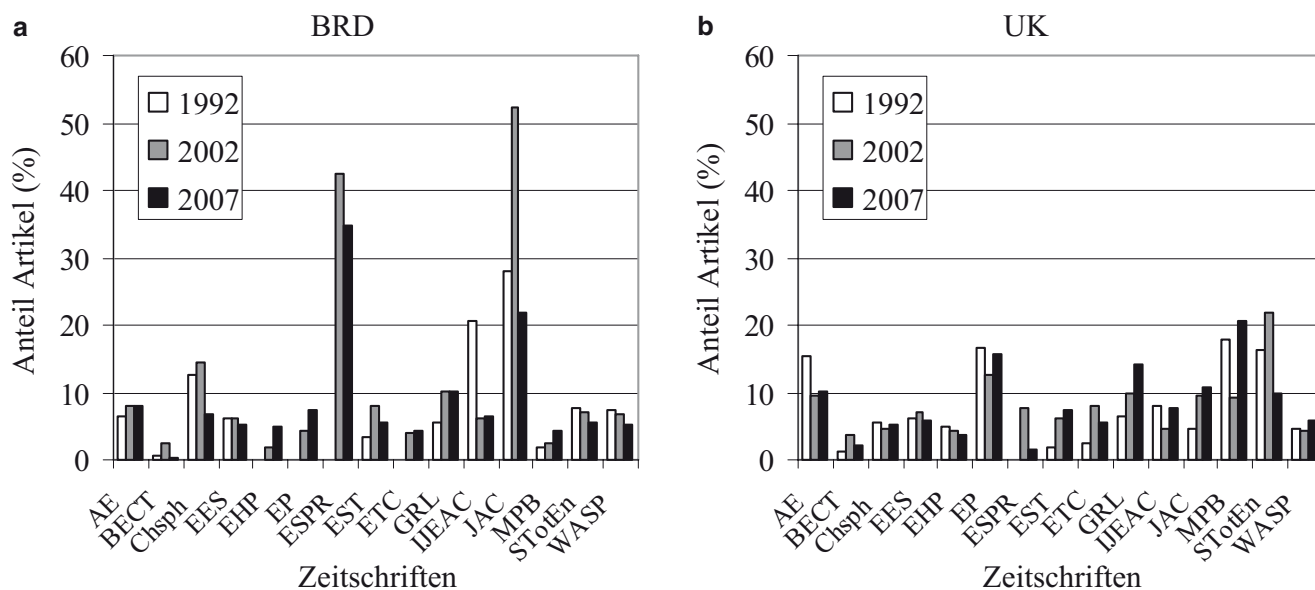 a
BRD
60
50
40
30
20
10
0
Anteil Artikel (%)
1992
2002
2007
AE
BECT
Chsph
EES
EHP
EP
ESPR
EST
ETC
GRL
IJEAC
JAC
MPB
STotEn
WASP
Zeitschriften
b
UK
60
50
40
30
20
10
0
Anteil Artikel (%)
1992
2002
2007
AE
BECT
Chsph
EES
EHP
EP
ESPR
EST
ETC
GRL
IJEAC
JAC
MPB
STotEn
WASP
Zeitschriften